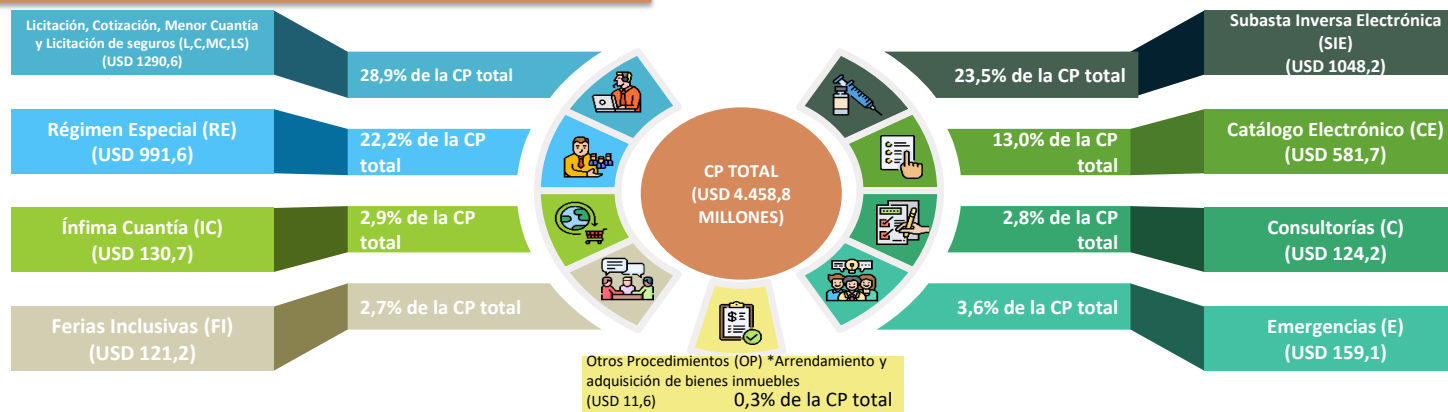 Licitación, Cotización, Menor Cuantía
y Licitación de seguros (L,C,MC,LS)
(USD 1290,6)
28,9% de la CP total
Régimen Especial (RE)
(USD 991,6)
22,2% de la CP
total
Ínfima Cuantía (IC)
(USD 130,7)
2,9% de la CP
total
Ferias Inclusivas (FI)
(USD 121,2)
2,7% de la CP total
CP TOTAL
(USD 4.458,8
MILLONES)
Subasta Inversa Electrónica
(SIE)
(USD 1048,2)
23,5% de la CP total
Catálogo Electrónico (CE)
(USD 581,7)
13,0% de la CP
total
Consultorías (C)
(USD 124,2)
2,8% de la CP
total
Emergencias (E)
(USD 159,1)
3,6% de la CP total
Otros Procedimientos (OP) *Arrendamiento y
adquisición de bienes inmuebles
(USD 11,6) 0,3% de la CP total